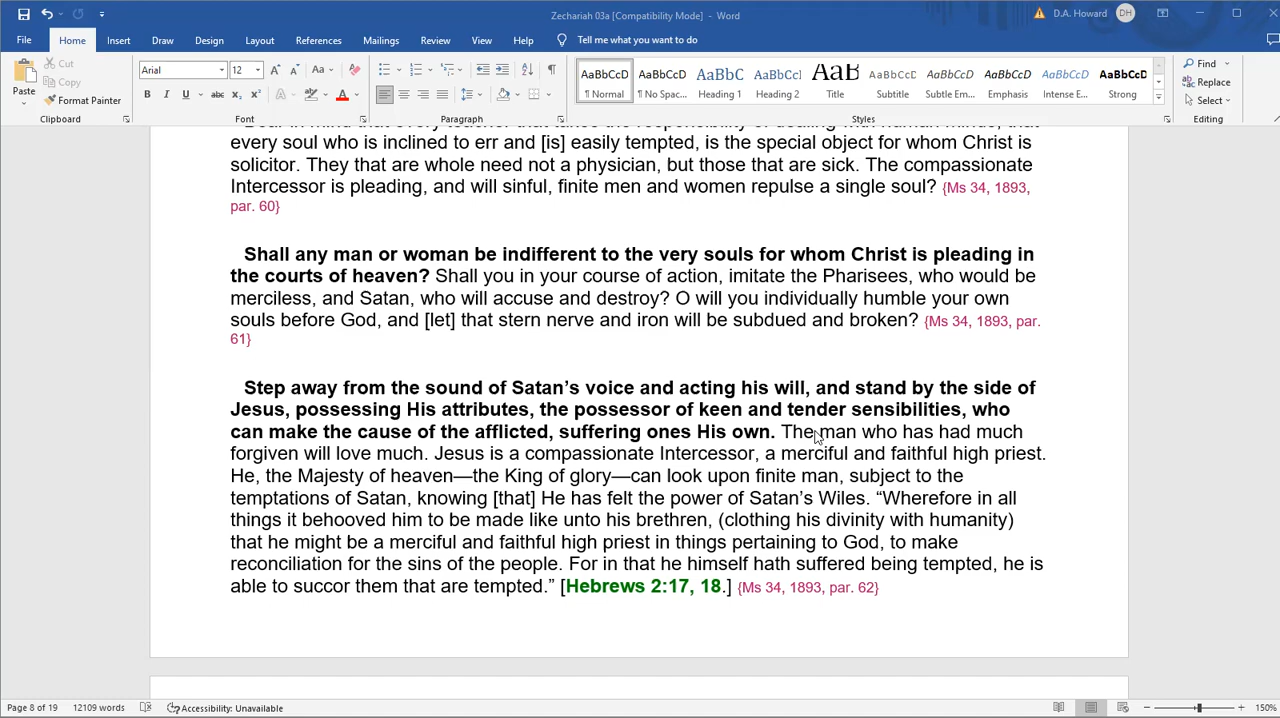 Zechariah 03a [Compatibility Mode] - Word
D.A. Howard DH
File Home Insert Draw Design Layout References Mailings Review View Help Tell me what you want to do
Paste
Cut
Copy
Format Painter
Clipboard
Arial 12
Font
Paragraph
AaBbCcD AaBbCcD AaBbC AaBbCcD AaB AaBbCcD AaBbCcD AaBbCcD AaBbCcD AaBbCcD
¶ Normal ¶ No Spac... Heading 1 Heading 2 Title Subtitle Subtle Em... Emphasis Intense E... Strong
Styles
Find
Replace
Select
Editing
every soul who is inclined to err and [is] easily tempted, is the special object for whom Christ is
solicitor. They that are whole need not a physician, but those that are sick. The compassionate
Intercessor is pleading, and will sinful, finite men and women repulse a single soul? {Ms 34, 1893,
par. 60}
Shall any man or woman be indifferent to the very souls for whom Christ is pleading in
the courts of heaven? Shall you in your course of action, imitate the Pharisees, who would be
merciless, and Satan, who will accuse and destroy? O will you individually humble your own
souls before God, and [let] that stern nerve and iron will be subdued and broken? {Ms 34, 1893, par.
61}
Step away from the sound of Satan’s voice and acting his will, and stand by the side of
Jesus, possessing His attributes, the possessor of keen and tender sensibilities, who
can make the cause of the afflicted, suffering ones His own. The man who has had much
forgiven will love much. Jesus is a compassionate Intercessor, a merciful and faithful high priest.
He, the Majesty of heaven—the King of glory—can look upon finite man, subject to the
temptations of Satan, knowing [that] He has felt the power of Satan’s Wiles. “Wherefore in all
things it behooved him to be made like unto his brethren, (clothing his divinity with humanity)
that he might be a merciful and faithful high priest in things pertaining to God, to make
reconciliation for the sins of the people. For in that he himself hath suffered being tempted, he is
able to succor them that are tempted.” [Hebrews 2:17, 18.] {Ms 34, 1893, par. 62}
Page 8 of 19 12109 words Accessibility: Unavailable 150%